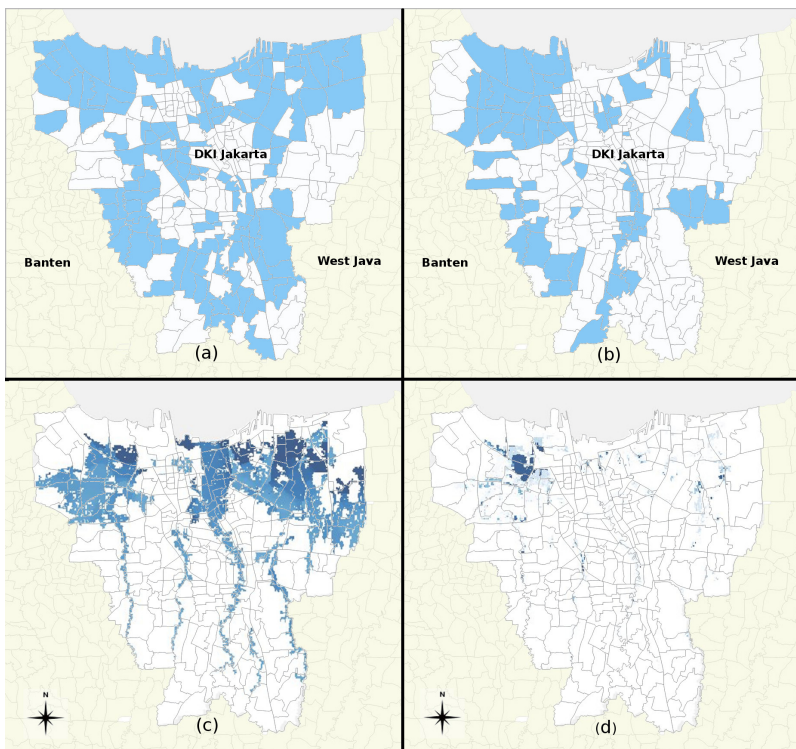 DKI Jakarta
Banten
West Java
(a)
DKI Jakarta
Banten
West Java
(b)
N
(c)
N
(d)